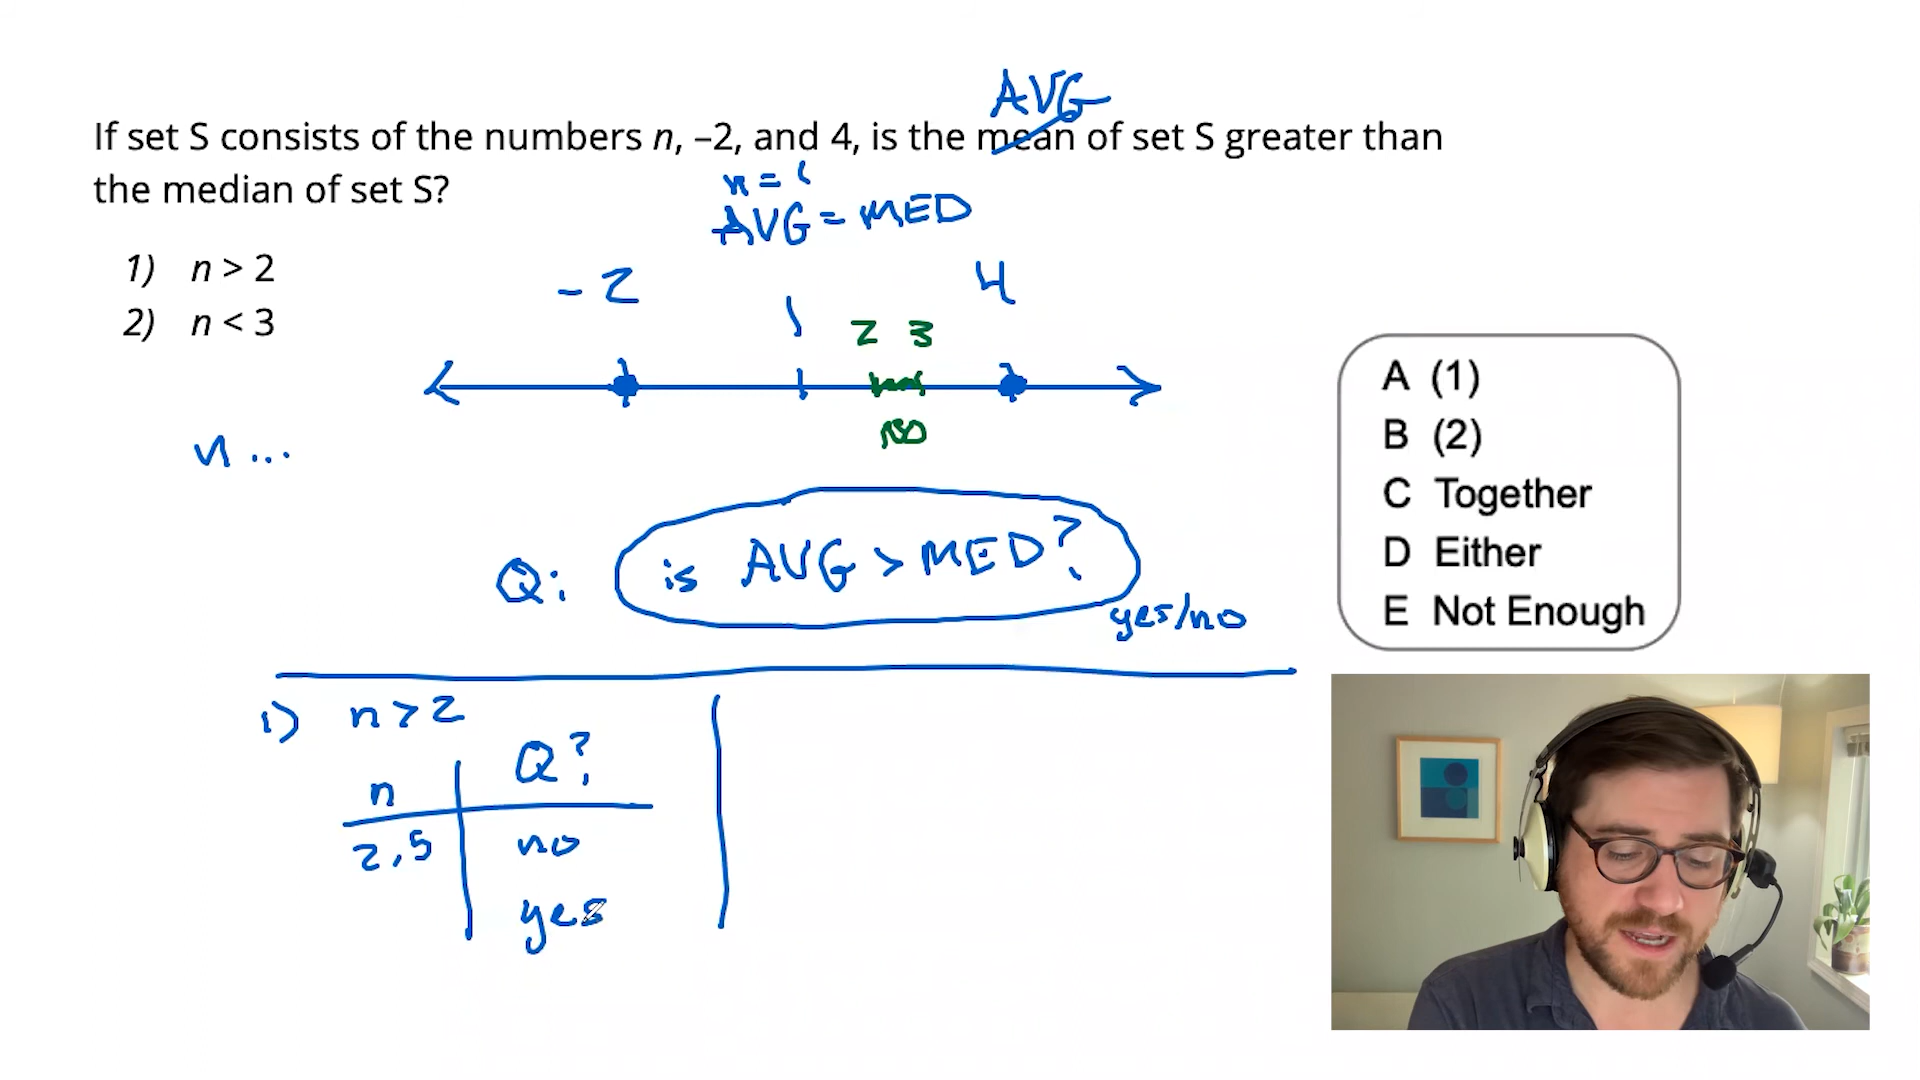 AVG
If set S consists of the numbers n, –2, and 4, is the mean of set S greater than
the median of set S?
n = 1
AVG = MED
1) n > 2
2) n < 3
-2
1
2 3
4
NO
n ...
Q: is AVG > MED?
yes/no
A (1)
B (2)
C Together
D Either
E Not Enough
1) n > 2
n Q?
2.5 no
yes